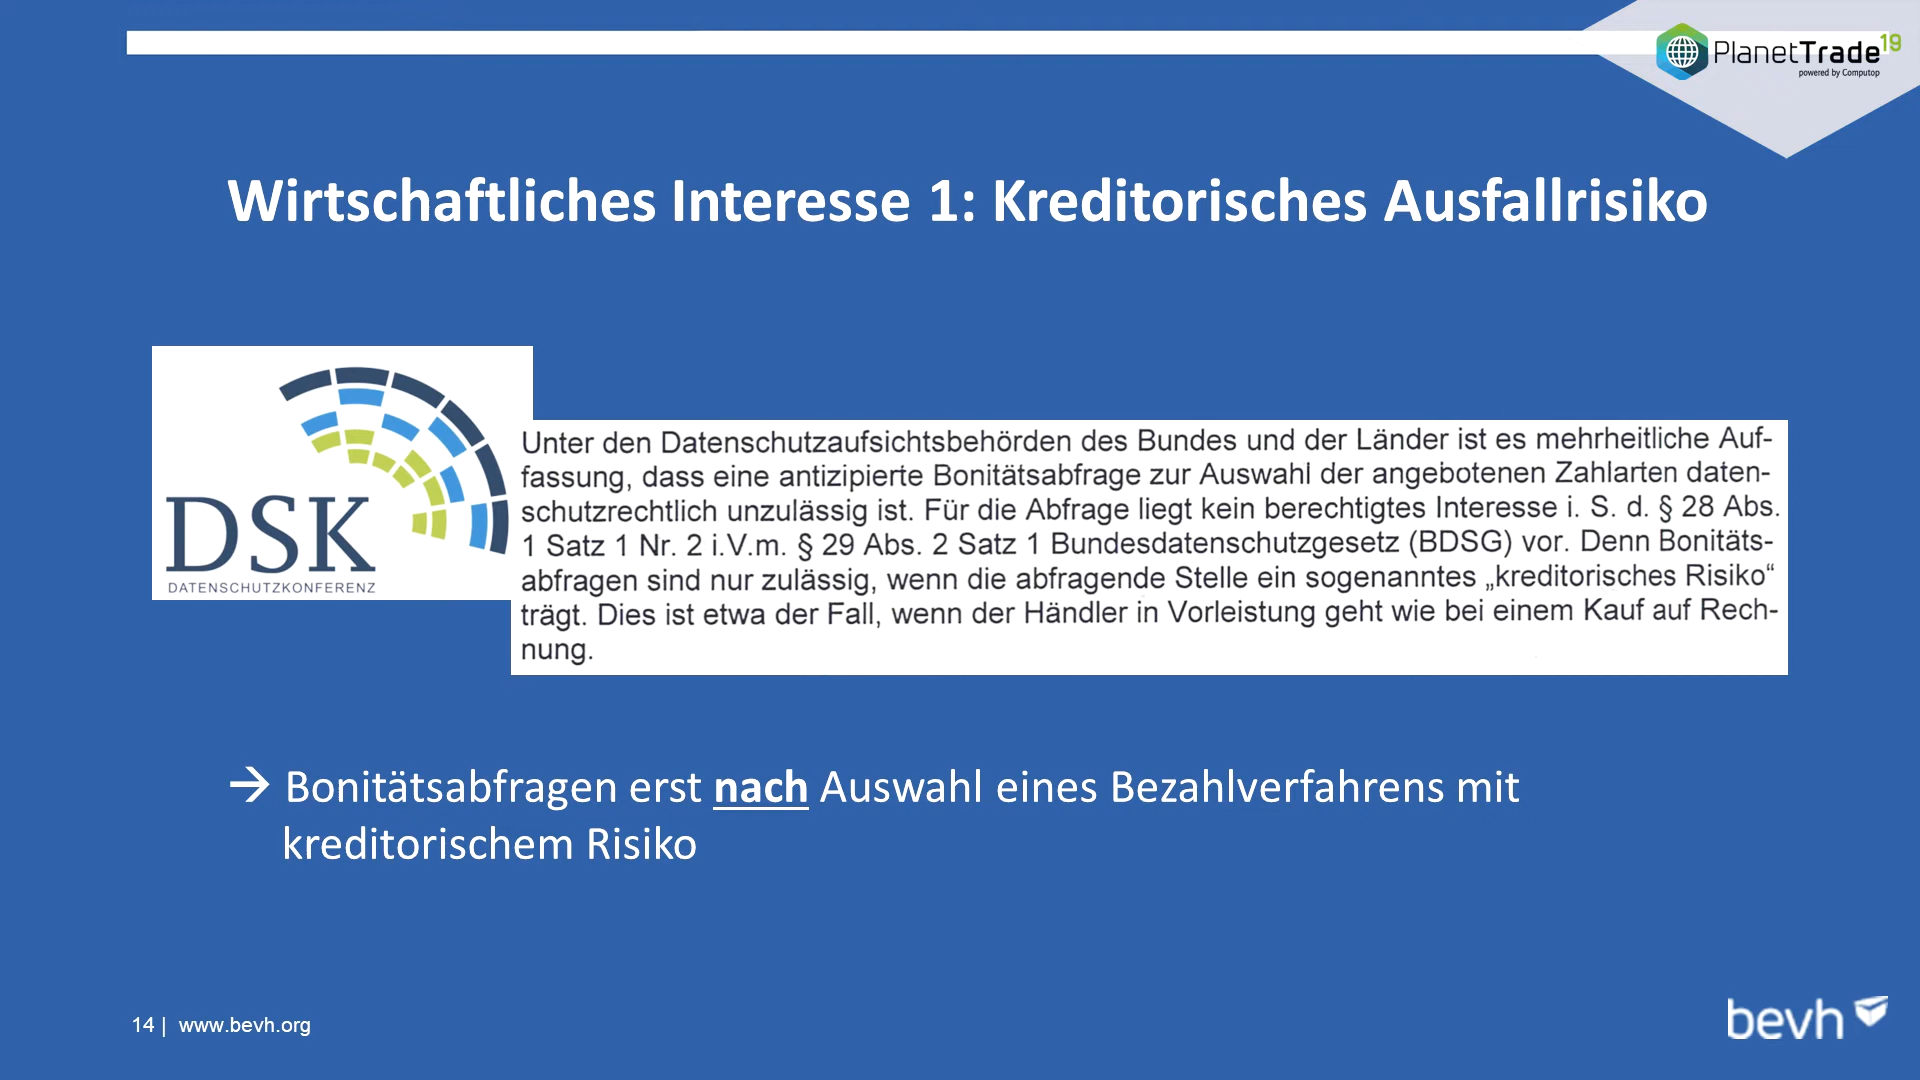 PlanetTrade19
powered by Computop
Wirtschaftliches Interesse 1: Kreditorisches Ausfallrisiko
DSK
DATENSCHUTZKONFERENZ
Unter den Datenschutzaufsichtsbehörden des Bundes und der Länder ist es mehrheitliche Auf-
fassung, dass eine antizipierte Bonitätsabfrage zur Auswahl der angebotenen Zahlarten daten-
schutzrechtlich unzulässig ist. Für die Abfrage liegt kein berechtigtes Interesse i. S. d. § 28 Abs.
1 Satz 1 Nr. 2 i.V.m. § 29 Abs. 2 Satz 1 Bundesdatenschutzgesetz (BDSG) vor. Denn Bonitäts-
abfragen sind nur zulässig, wenn die abfragende Stelle ein sogenanntes „kreditorisches Risiko“
trägt. Dies ist etwa der Fall, wenn der Händler in Vorleistung geht wie bei einem Kauf auf Rech-
nung.
→ Bonitätsabfragen erst nach Auswahl eines Bezahlverfahrens mit
kreditorischem Risiko
14 | www.bevh.org
bevh